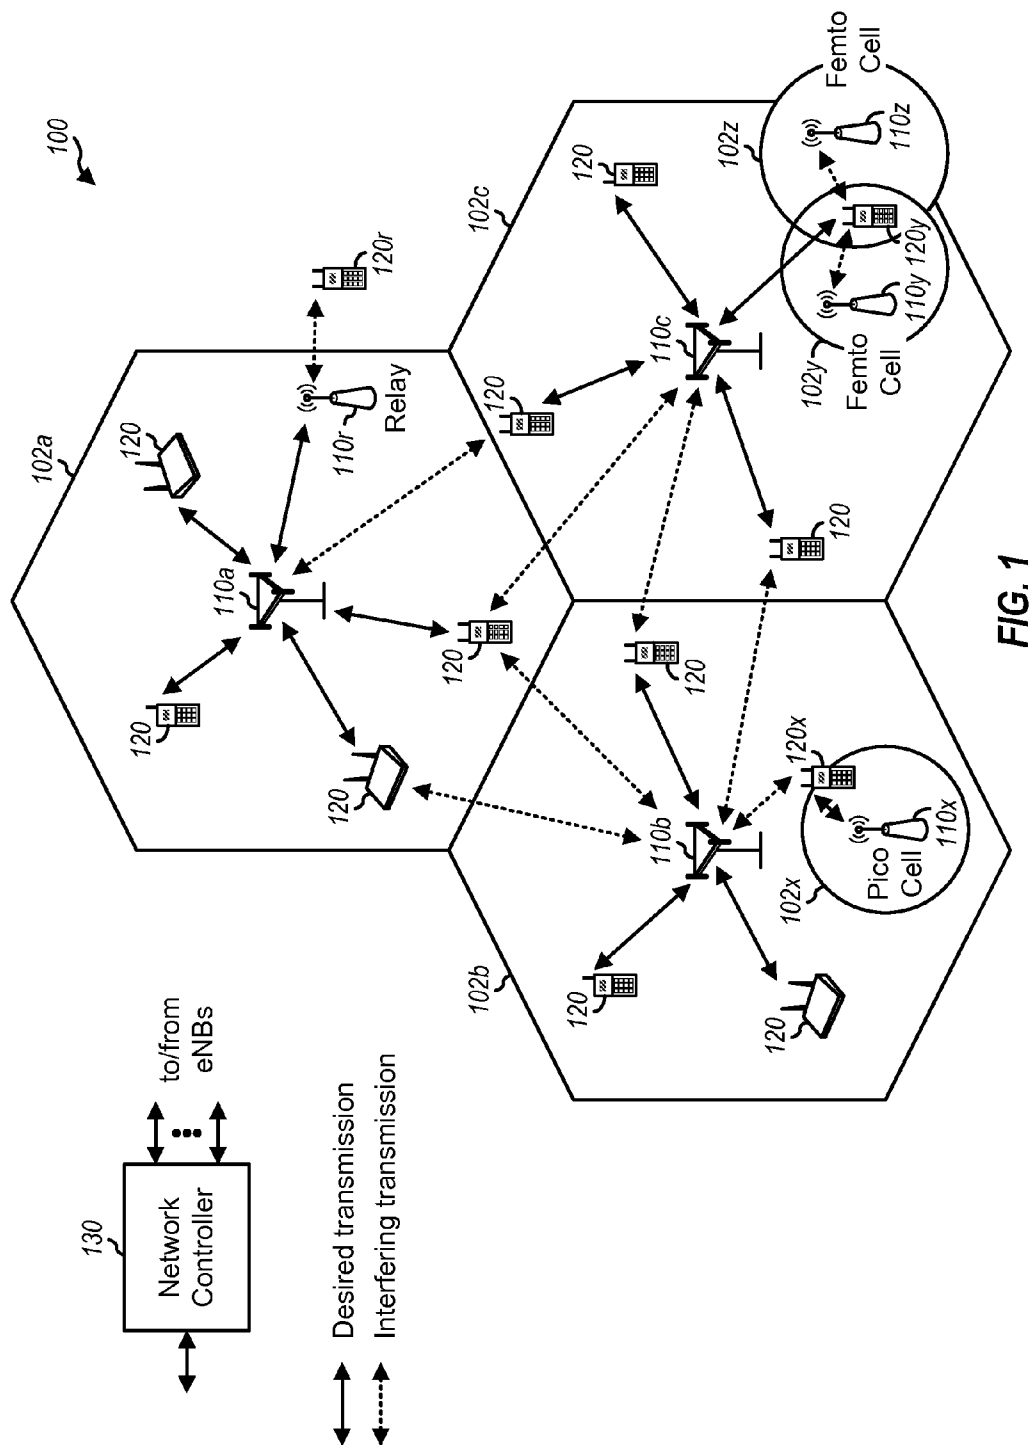 100
130
Network
Controller
to/from
eNBs
Desired transmission
Interfering transmission
102a
120
120
110a
120
120
110r
Relay
120r
102b
120
120
110b
120
120
102x
Pico
Cell
110x
120x
102c
120
120
110c
120
102y
Femto
Cell
110y
120y
102z
110z
Femto
Cell
FIG. 1